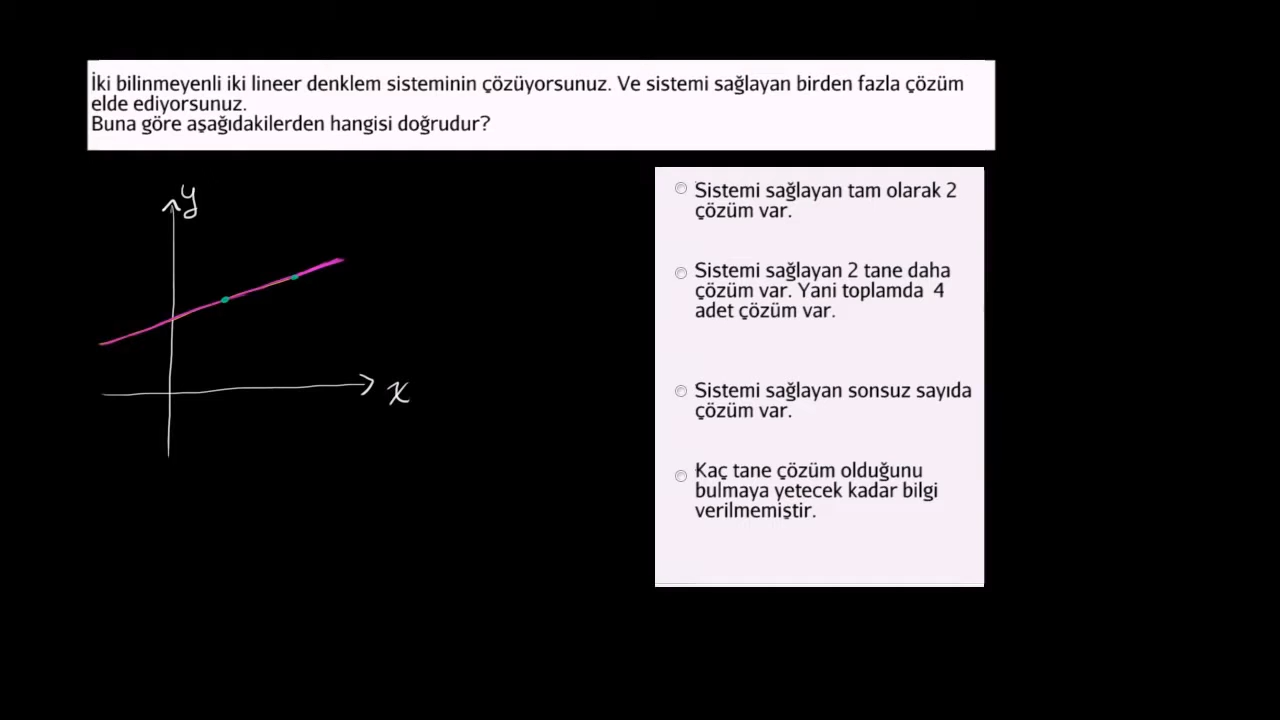 İki bilinmeyenli iki lineer denklem sisteminin çözüyorsunuz. Ve sistemi sağlayan birden fazla çözüm
elde ediyorsunuz.
Buna göre aşağıdakilerden hangisi doğrudur?
y
x
Sistemi sağlayan tam olarak 2
çözüm var.
Sistemi sağlayan 2 tane daha
çözüm var. Yani toplamda 4
adet çözüm var.
Sistemi sağlayan sonsuz sayıda
çözüm var.
Kaç tane çözüm olduğunu
bulmaya yetecek kadar bilgi
verilmemiştir.